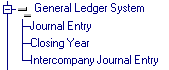 General Ledger System
Journal Entry
Closing Year
Intercompany Journal Entry